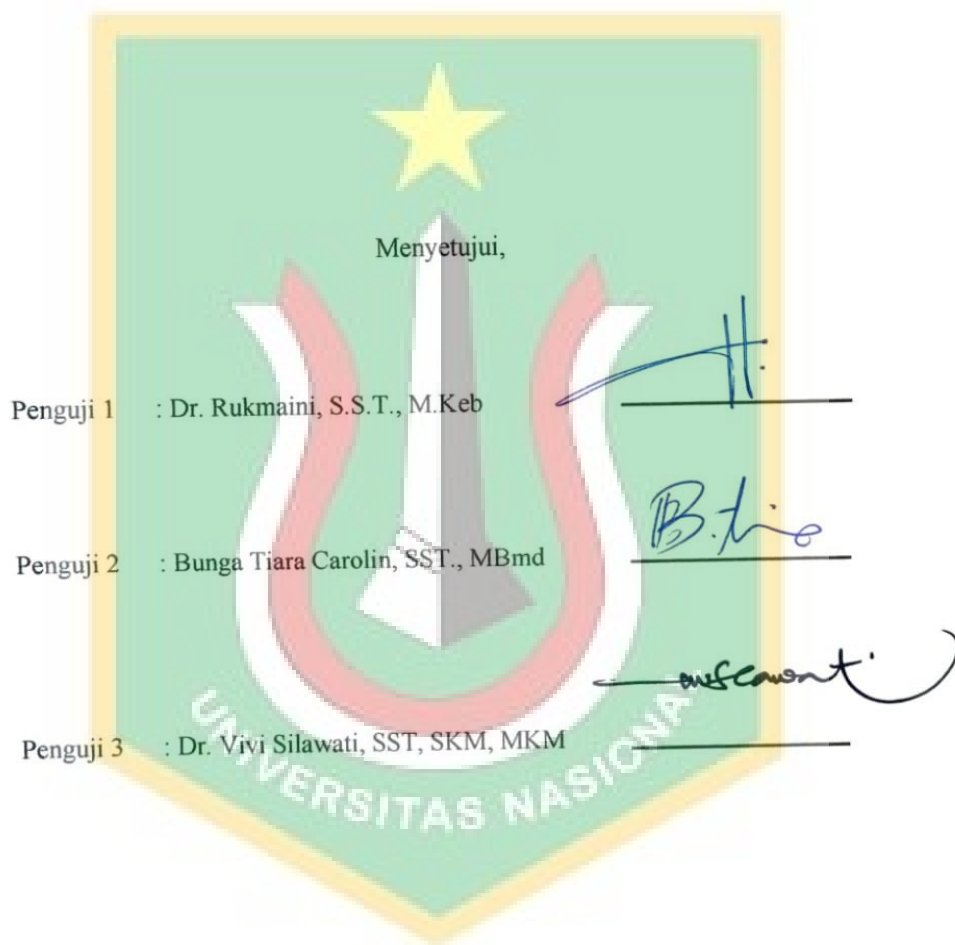 Menyetujui,
Penguji 1 : Dr. Rukmaini, S.S.T., M.Keb
Penguji 2 : Bunga Tiara Carolin, SST., MBmd
Penguji 3 : Dr. Vivi Silawati, SST, SKM, MKM
UNIVERSITAS NASIONAL